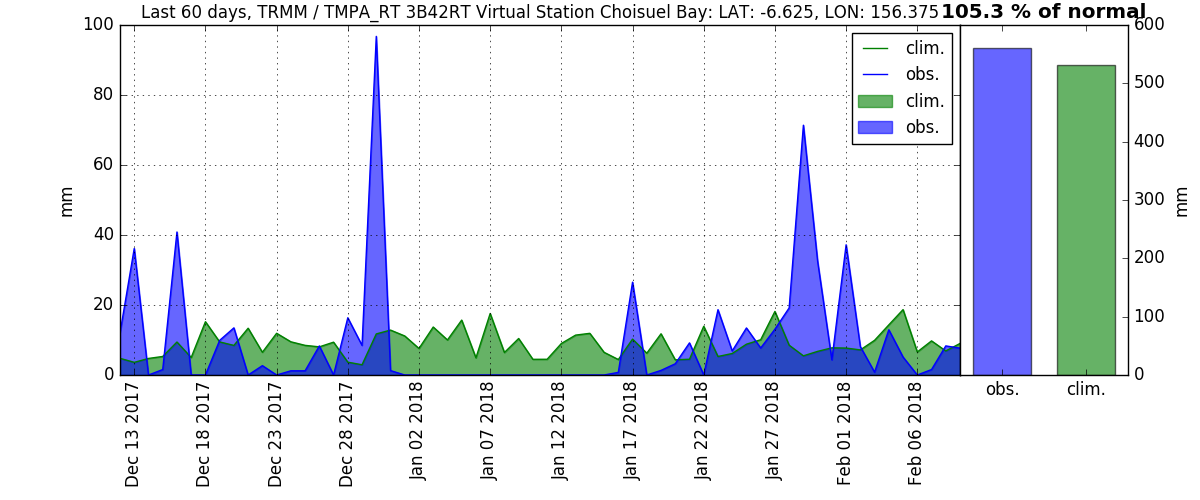 Last 60 days, TRMM / TMPA_RT 3B42RT Virtual Station Choisuel Bay: LAT: -6.625, LON: 156.375
105.3 % of normal
100
80
60
40
20
0
mm
clim.
obs.
clim.
obs.
Dec 13 2017
Dec 18 2017
Dec 23 2017
Dec 28 2017
Jan 02 2018
Jan 07 2018
Jan 12 2018
Jan 17 2018
Jan 22 2018
Jan 27 2018
Feb 01 2018
Feb 06 2018
600
500
400
300
200
100
0
mm
obs.
clim.